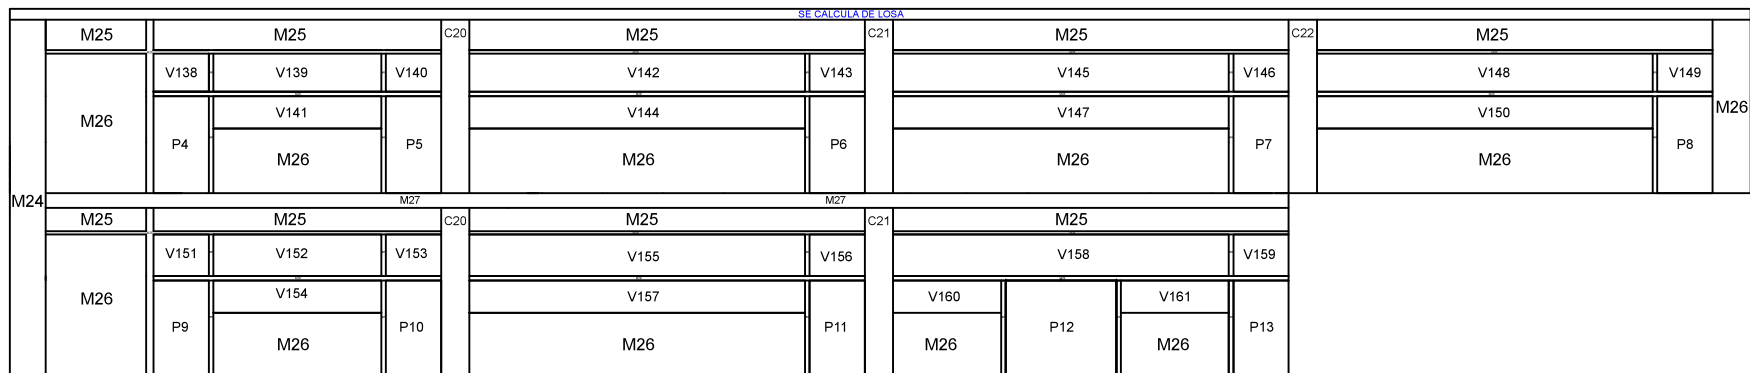 SE CALCULA DE LOSA
M25 M25 C20 M25 C21 M25 C22 M25
V138 V139 V140 V142 V143 V145 V146 V148 V149
M26 V141 V144 V147 V150 M26
P4 M26 P5 M26 P6 M26 P7 M26 P8
M24 M27 M27
M25 M25 C20 M25 C21 M25
V151 V152 V153 V155 V156 V158 V159
M26 V154 V157 V160 V161
P9 P10 P11 P12 P13
M26 M26 M26 M26